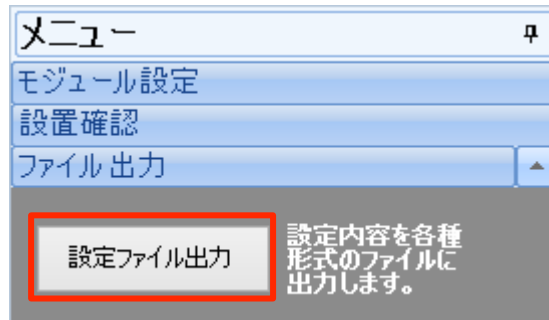 メニュー
モジュール設定
設置確認
ファイル出力
設定ファイル出力
設定内容を各種
形式のファイルに
出力します。